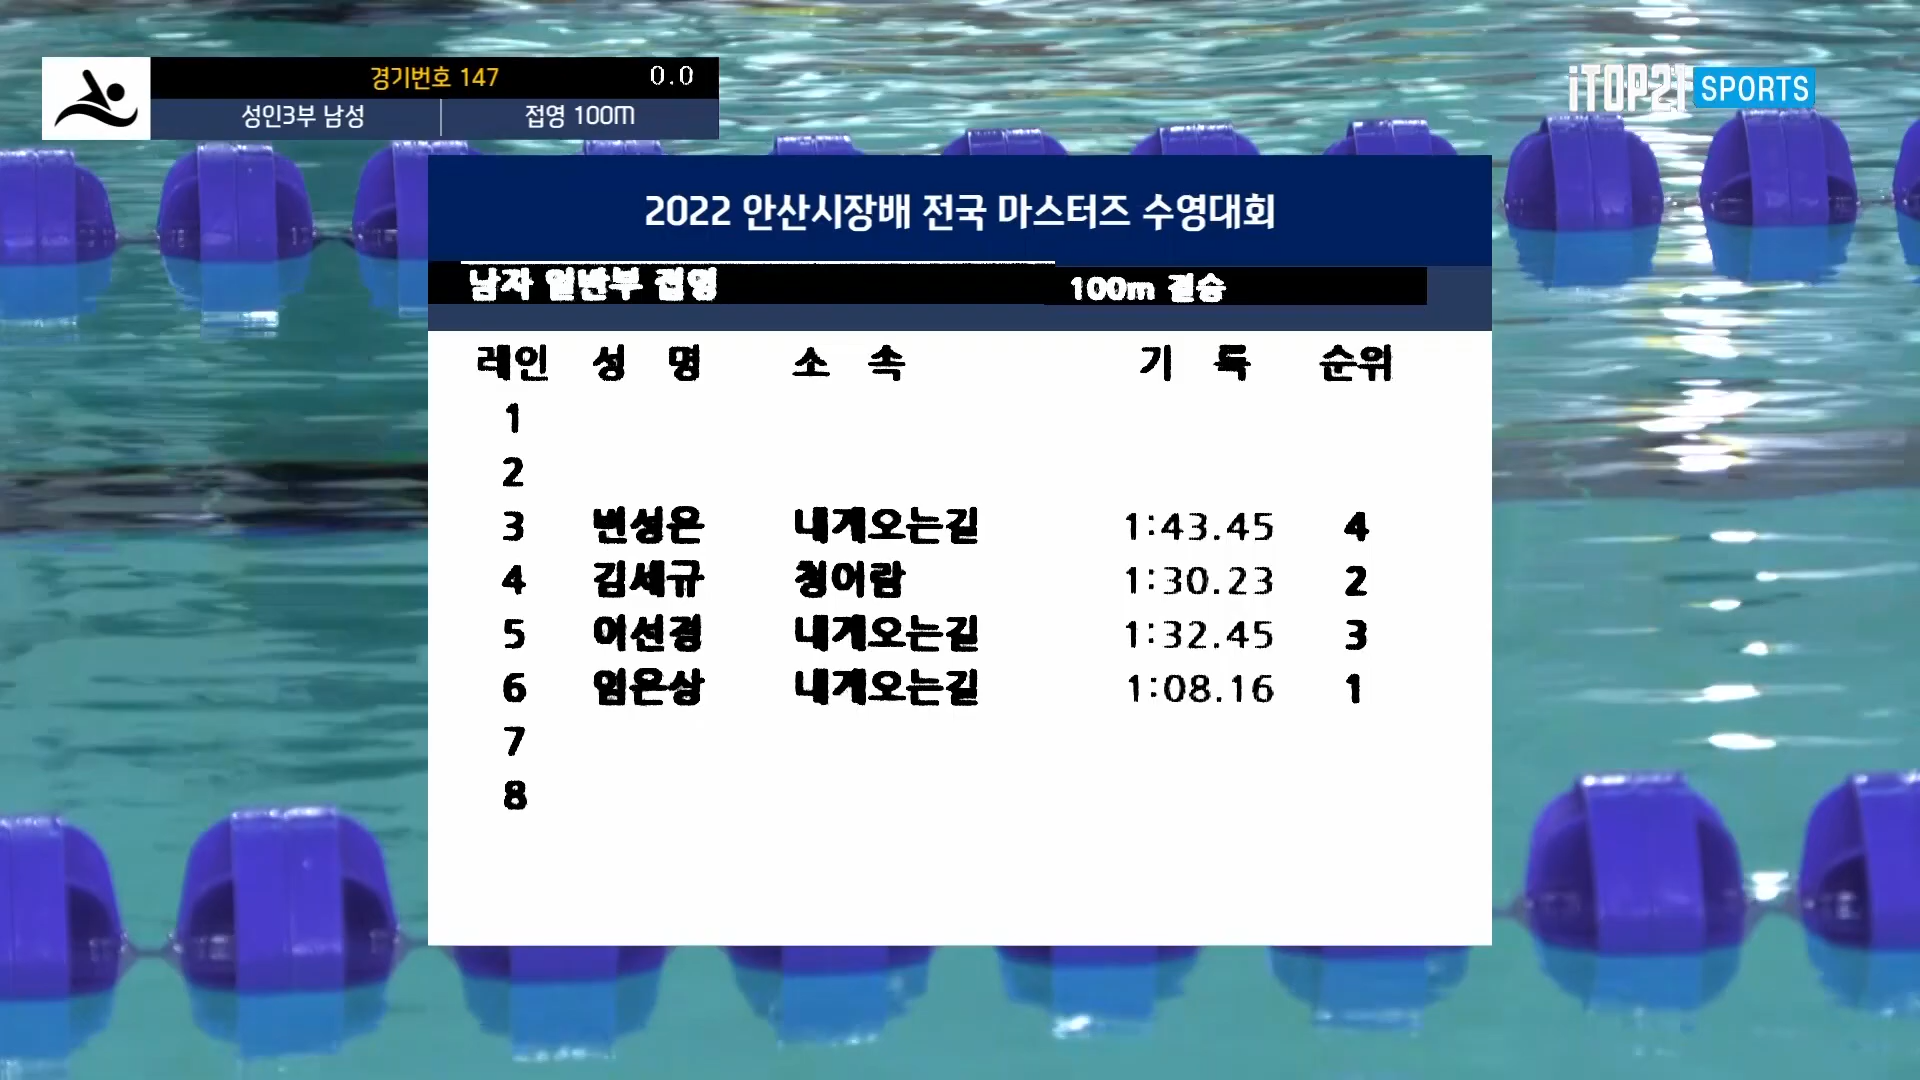 경기번호 147 0.0
성인3부 남성 접영 100M
iTOP21 SPORTS
2022 안산시장배 전국 마스터즈 수영대회
남자 일반부 접영 100m 결승
레인 성 명 소 속 기 록 순위
1
2
3 변성은 내게오는길 1:43.45 4
4 김세규 청어람 1:30.23 2
5 이선경 내게오는길 1:32.45 3
6 임은상 내게오는길 1:08.16 1
7
8